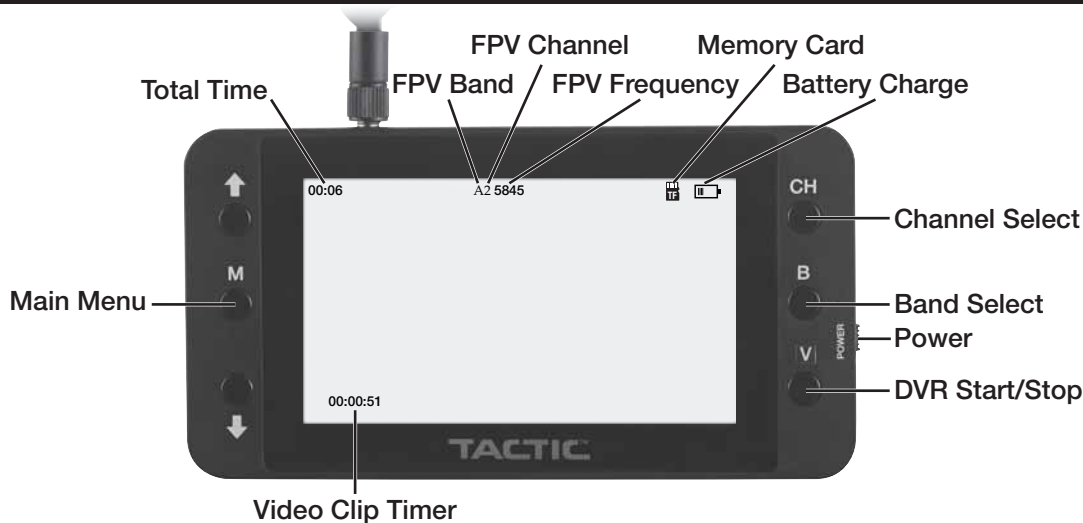 FPV Channel
Memory Card
Total Time
FPV Band
FPV Frequency
Battery Charge
00:06
A2 5845
TF
CH
Channel Select
M
Main Menu
B
Band Select
POWER
Power
V
DVR Start/Stop
00:00:51
TACTIC
Video Clip Timer